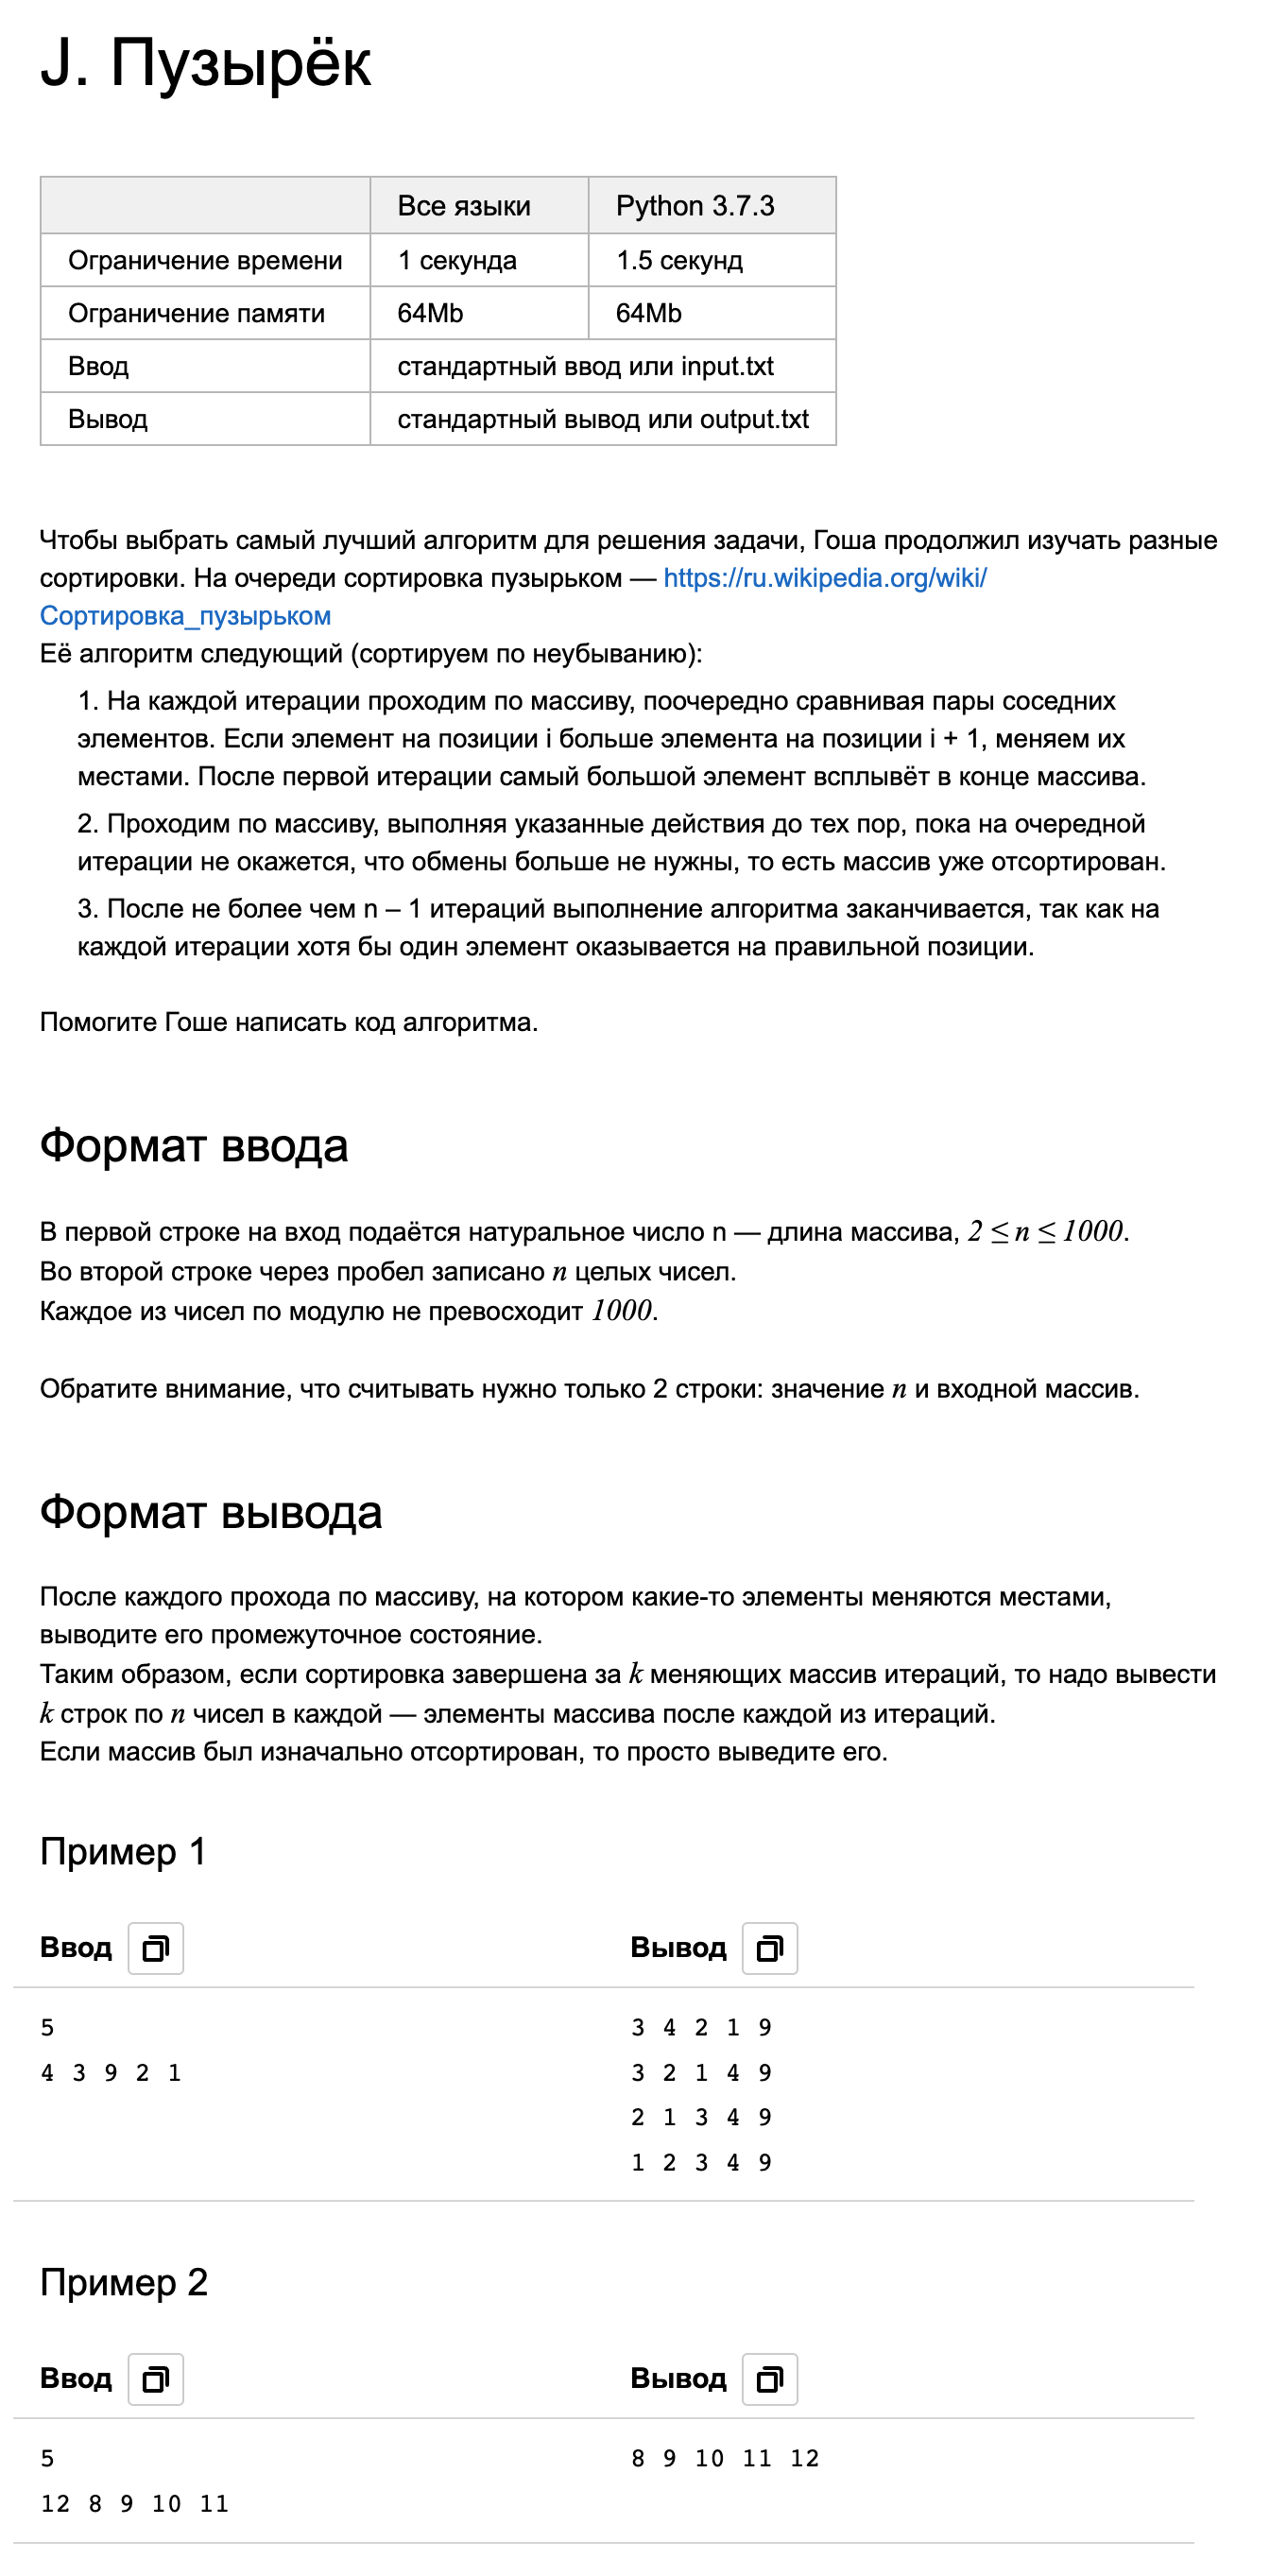 J. Пузырёк
Все языки Python 3.7.3
Ограничение времени 1 секунда 1.5 секунд
Ограничение памяти 64Mb 64Mb
Ввод стандартный ввод или input.txt
Вывод стандартный вывод или output.txt
Чтобы выбрать самый лучший алгоритм для решения задачи, Гоша продолжил изучать разные
сортировки. На очереди сортировка пузырьком — https://ru.wikipedia.org/wiki/
Сортировка_пузырьком
Её алгоритм следующий (сортируем по неубыванию):
1. На каждой итерации проходим по массиву, поочередно сравнивая пары соседних
элементов. Если элемент на позиции i больше элемента на позиции i + 1, меняем их
местами. После первой итерации самый большой элемент всплывёт в конце массива.
2. Проходим по массиву, выполняя указанные действия до тех пор, пока на очередной
итерации не окажется, что обмены больше не нужны, то есть массив уже отсортирован.
3. После не более чем n – 1 итераций выполнение алгоритма заканчивается, так как на
каждой итерации хотя бы один элемент оказывается на правильной позиции.
Помогите Гоше написать код алгоритма.
Формат ввода
В первой строке на вход подаётся натуральное число n — длина массива, 2 ≤ n ≤ 1000.
Во второй строке через пробел записано n целых чисел.
Каждое из чисел по модулю не превосходит 1000.
Обратите внимание, что считывать нужно только 2 строки: значение n и входной массив.
Формат вывода
После каждого прохода по массиву, на котором какие-то элементы меняются местами,
выводите его промежуточное состояние.
Таким образом, если сортировка завершена за k меняющих массив итераций, то надо вывести
k строк по n чисел в каждой — элементы массива после каждой из итераций.
Если массив был изначально отсортирован, то просто выведите его.
Пример 1
Ввод Вывод
5 3 4 2 1 9
4 3 9 2 1 3 2 1 4 9
2 1 3 4 9
1 2 3 4 9
Пример 2
Ввод Вывод
5 8 9 10 11 12
12 8 9 10 11